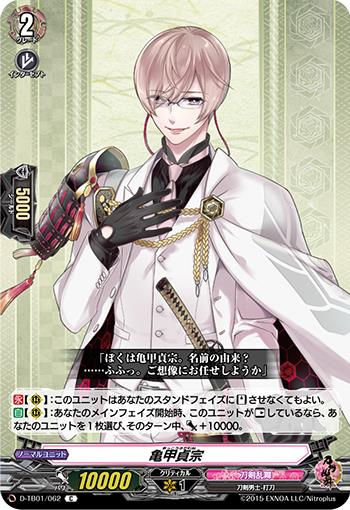 2
グレード
インターセプト
5000
シールド
「ぼくは亀甲貞宗。名前の由来？
……ふふっ。ご想像にお任せしようか」
永【R】：このユニットはあなたのスタンドフェイズに【】させなくてもよい。
自【R】：あなたのメインフェイズ開始時、このユニットが【】しているなら、あなたのユニットを1枚選び、そのターン中、+10000。
ノーマルユニット
亀甲貞宗
パワー
10000
クリティカル
1
刀剣乱舞
刀剣男士・打刀
D-TB01/062 C
©2015 EXNOA LLC/Nitroplus